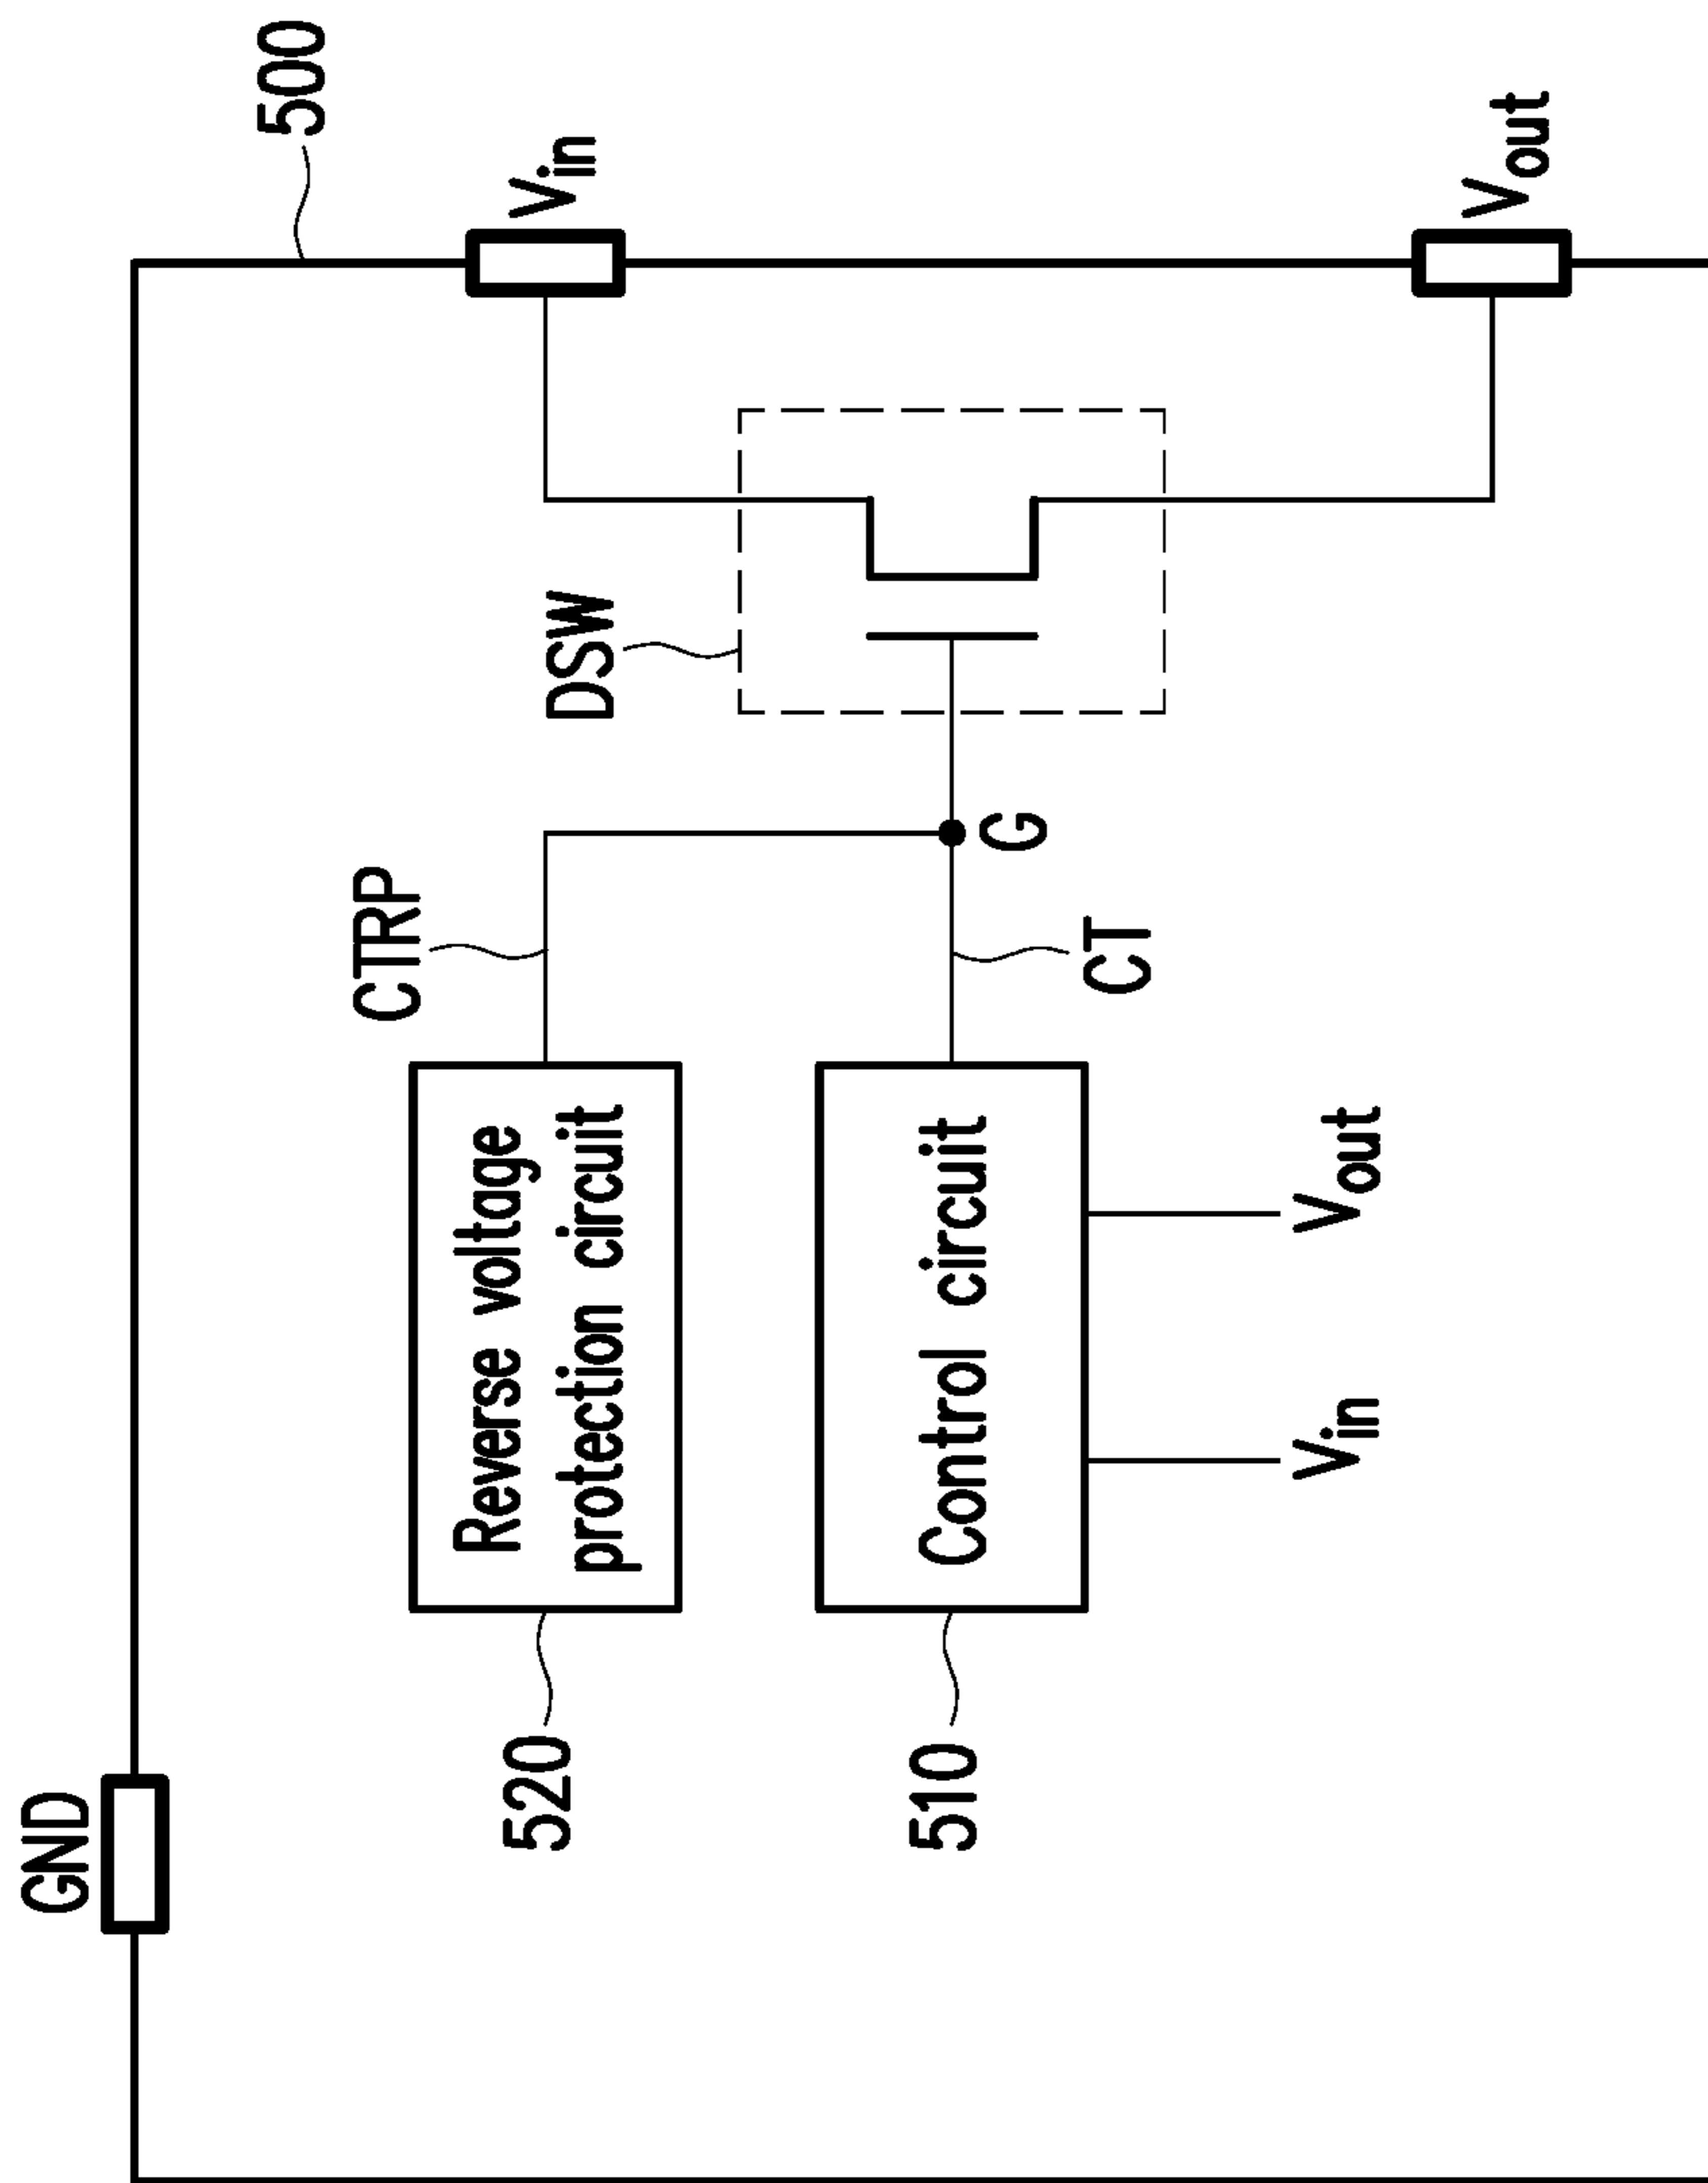 GND
500
CTRP
Reverse voltage
protection circuit
520
Vin
DSW
510
Control circuit
G
CT
Vin
Vout
Vout